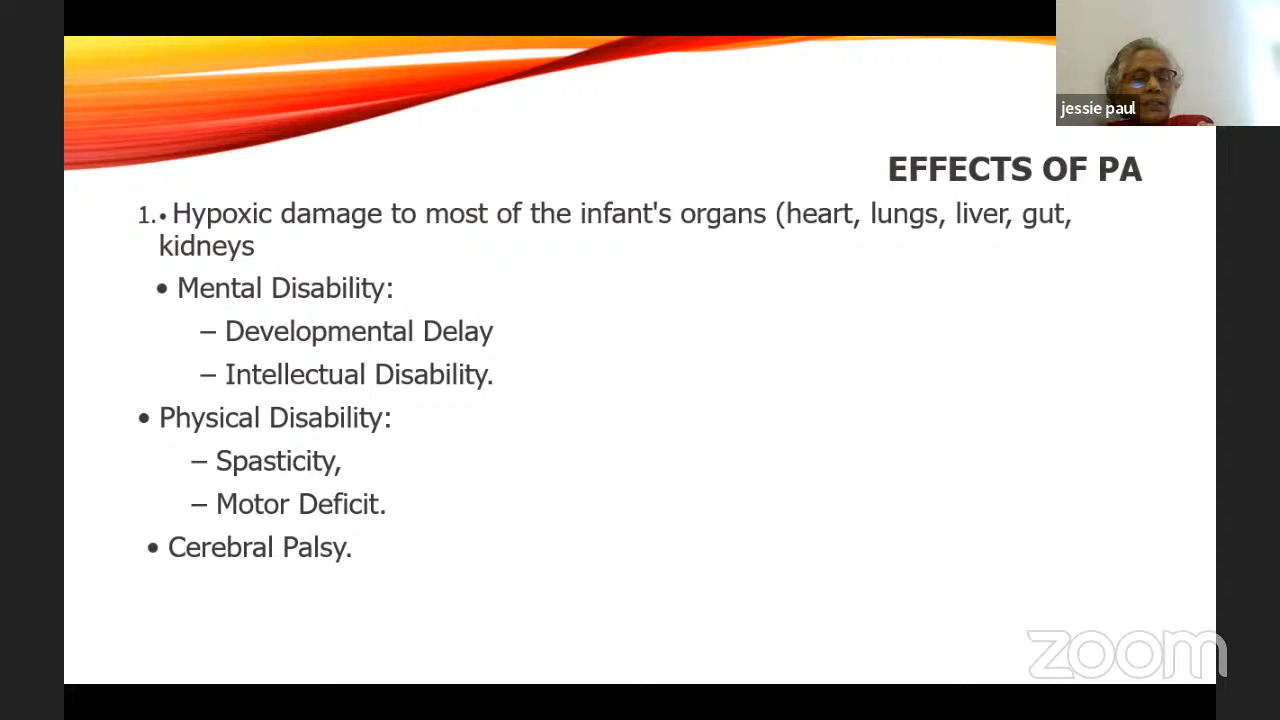 jessie paul
EFFECTS OF PA
1. • Hypoxic damage to most of the infant's organs (heart, lungs, liver, gut,
kidneys
• Mental Disability:
– Developmental Delay
– Intellectual Disability.
• Physical Disability:
– Spasticity,
– Motor Deficit.
• Cerebral Palsy.
zoom